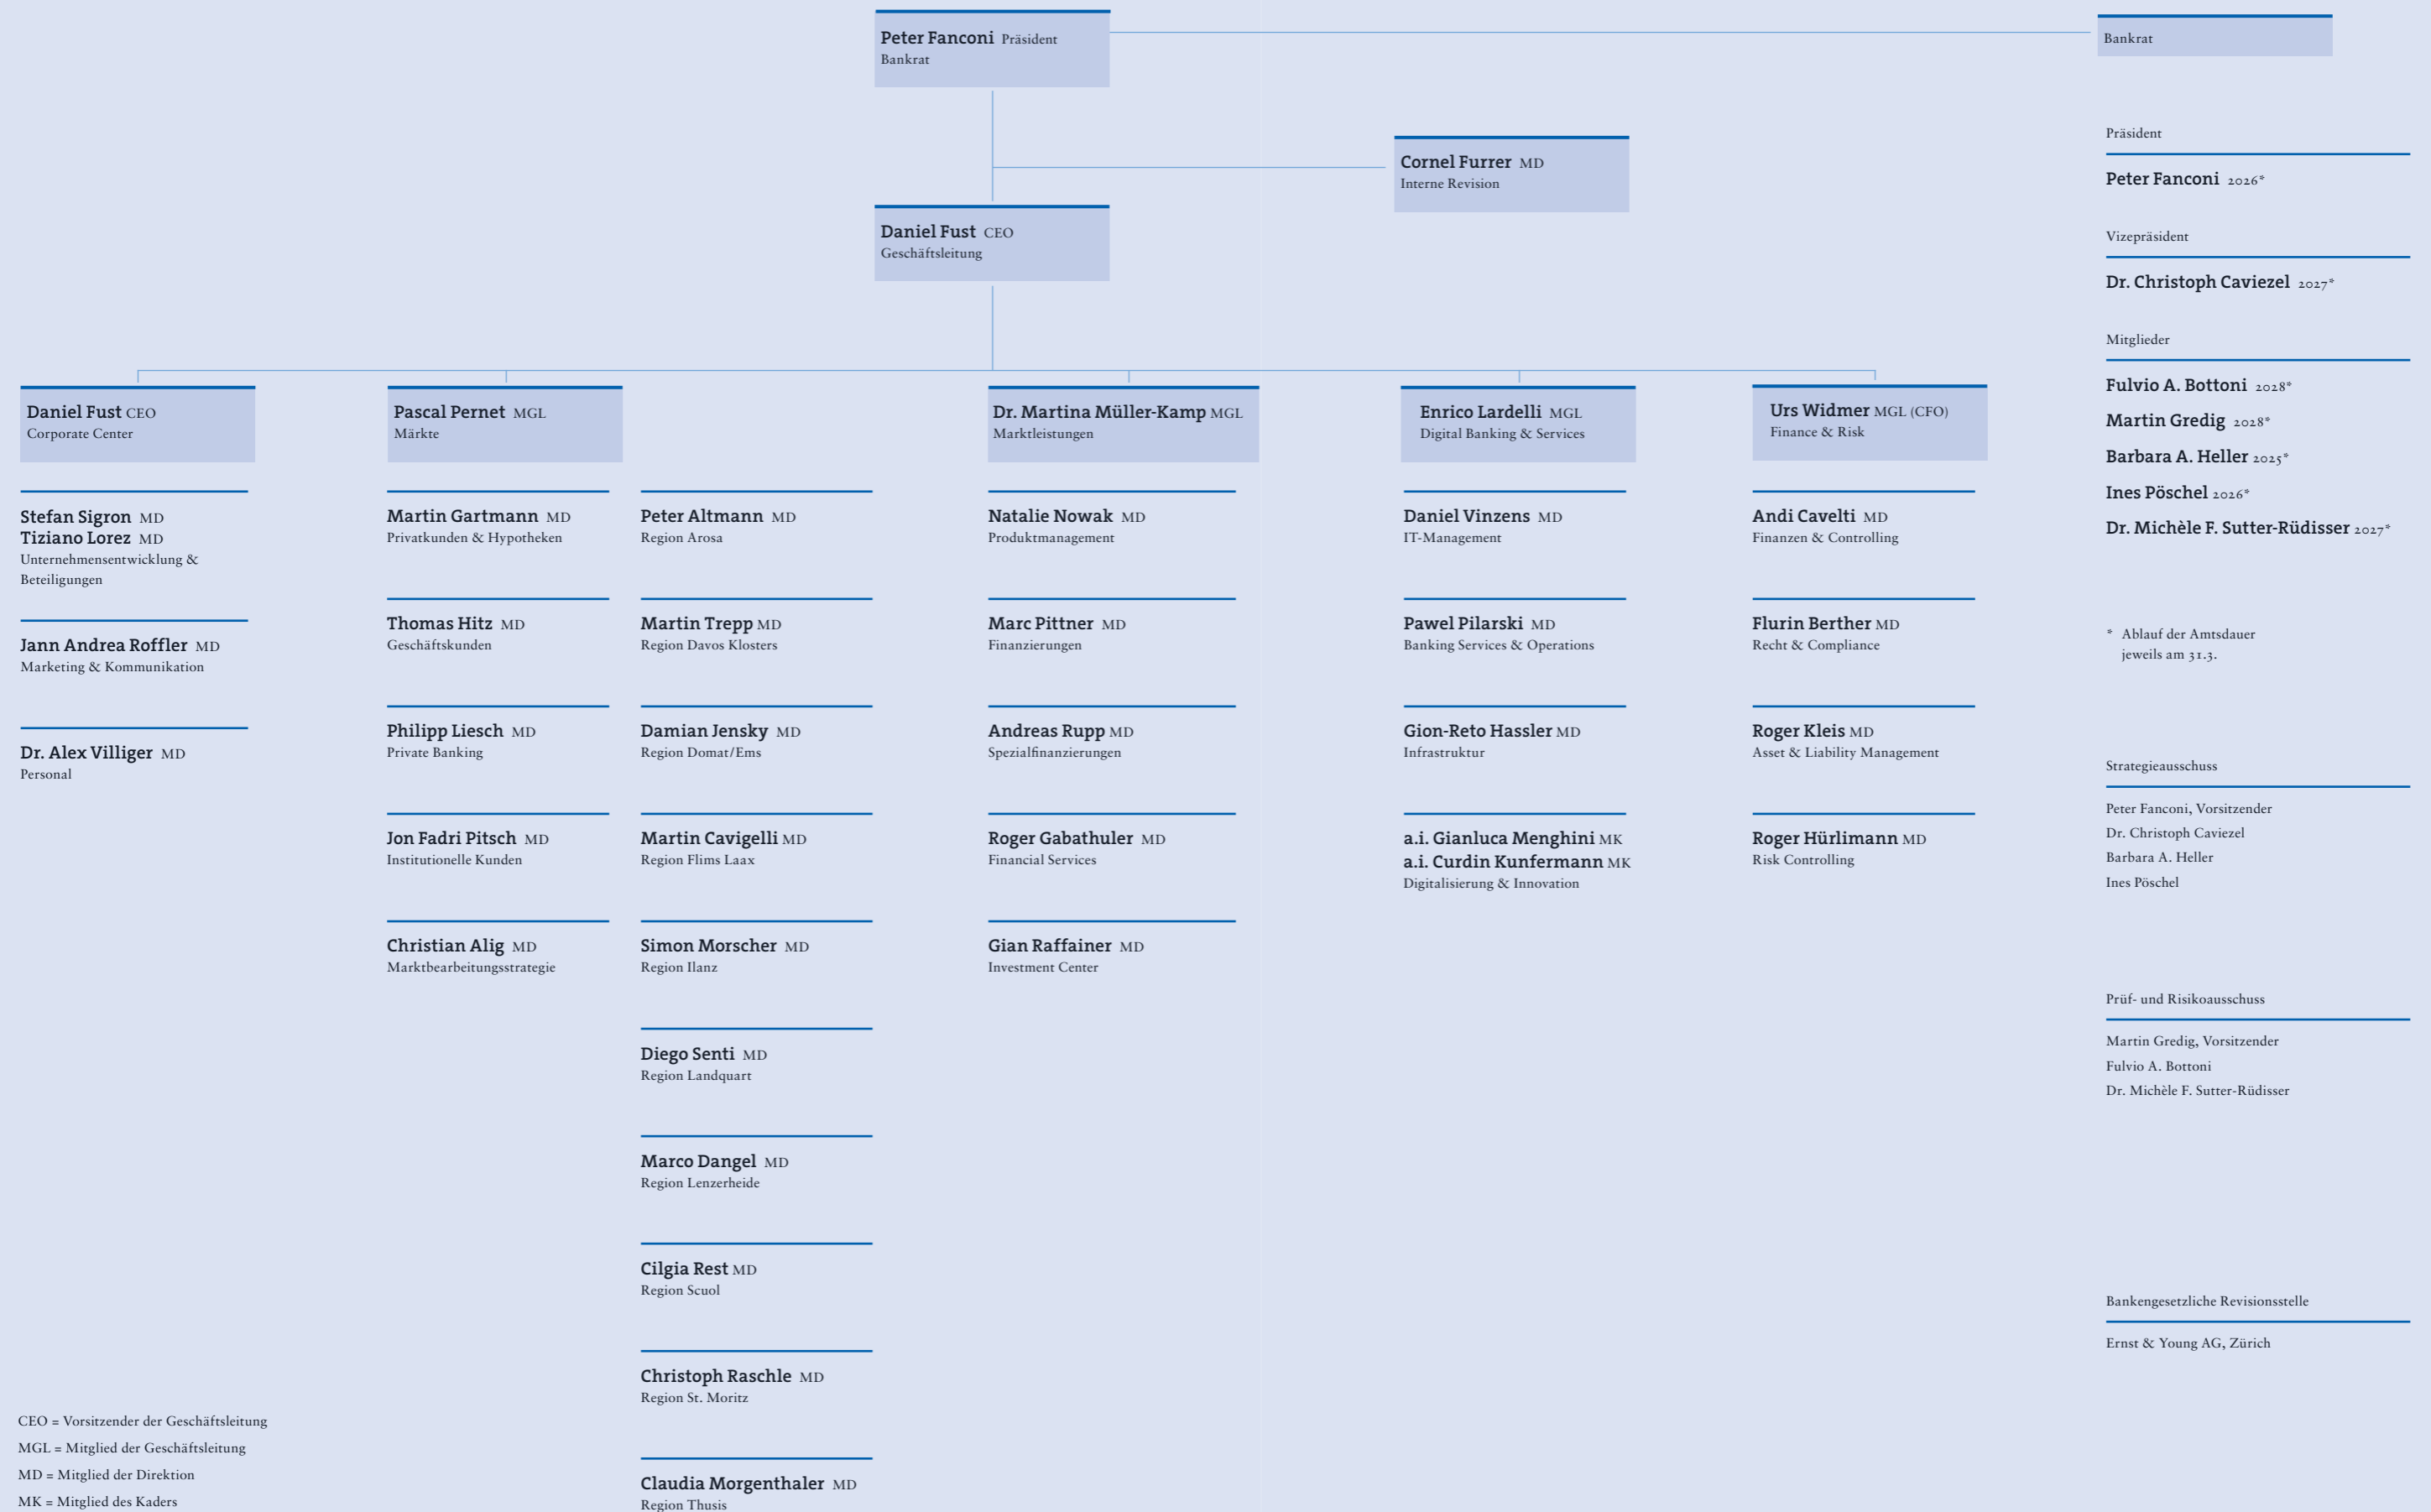 Peter Fanconi Präsident
Bankrat
Bankrat
Cornel Furrer MD
Interne Revision
Daniel Fust CEO
Geschäftsleitung
Daniel Fust CEO
Corporate Center
Stefan Sigron MD
Tiziano Lorez MD
Unternehmensentwicklung &
Beteiligungen
Jann Andrea Roffler MD
Marketing & Kommunikation
Dr. Alex Villiger MD
Personal
Pascal Pernet MGL
Märkte
Martin Gartmann MD
Privatkunden & Hypotheken
Thomas Hitz MD
Geschäftskunden
Philipp Liesch MD
Private Banking
Jon Fadri Pitsch MD
Institutionelle Kunden
Christian Alig MD
Marktbearbeitungsstrategie
Peter Altmann MD
Region Arosa
Martin Trepp MD
Region Davos Klosters
Damian Jensky MD
Region Domat/Ems
Martin Cavigelli MD
Region Flims Laax
Simon Morscher MD
Region Ilanz
Diego Senti MD
Region Landquart
Marco Dangel MD
Region Lenzerheide
Cilgia Rest MD
Region Scuol
Christoph Raschle MD
Region St. Moritz
Claudia Morgenthaler MD
Region Thusis
Dr. Martina Müller-Kamp MGL
Marktleistungen
Natalie Nowak MD
Produktmanagement
Marc Pittner MD
Finanzierungen
Andreas Rupp MD
Spezialfinanzierungen
Roger Gabathuler MD
Financial Services
Gian Raffainer MD
Investment Center
Enrico Lardelli MGL
Digital Banking & Services
Daniel Vinzens MD
IT-Management
Pawel Pilarski MD
Banking Services & Operations
Gion-Reto Hassler MD
Infrastruktur
a.i. Gianluca Menghini MK
a.i. Curdin Kunfermann MK
Digitalisierung & Innovation
Urs Widmer MGL (CFO)
Finance & Risk
Andi Cavelti MD
Finanzen & Controlling
Flurin Berther MD
Recht & Compliance
Roger Kleis MD
Asset & Liability Management
Roger Hürlimann MD
Risk Controlling
Präsident
Peter Fanconi 2026*
Vizepräsident
Dr. Christoph Caviezel 2027*
Mitglieder
Fulvio A. Bottoni 2028*
Martin Gredig 2028*
Barbara A. Heller 2025*
Ines Pöschel 2026*
Dr. Michèle F. Sutter-Rüdisser 2027*
* Ablauf der Amtsdauer
jeweils am 31.3.
Strategieausschuss
Peter Fanconi, Vorsitzender
Dr. Christoph Caviezel
Barbara A. Heller
Ines Pöschel
Prüf- und Risikoausschuss
Martin Gredig, Vorsitzender
Fulvio A. Bottoni
Dr. Michèle F. Sutter-Rüdisser
Bankengesetzliche Revisionsstelle
Ernst & Young AG, Zürich
CEO = Vorsitzender der Geschäftsleitung
MGL = Mitglied der Geschäftsleitung
MD = Mitglied der Direktion
MK = Mitglied des Kaders